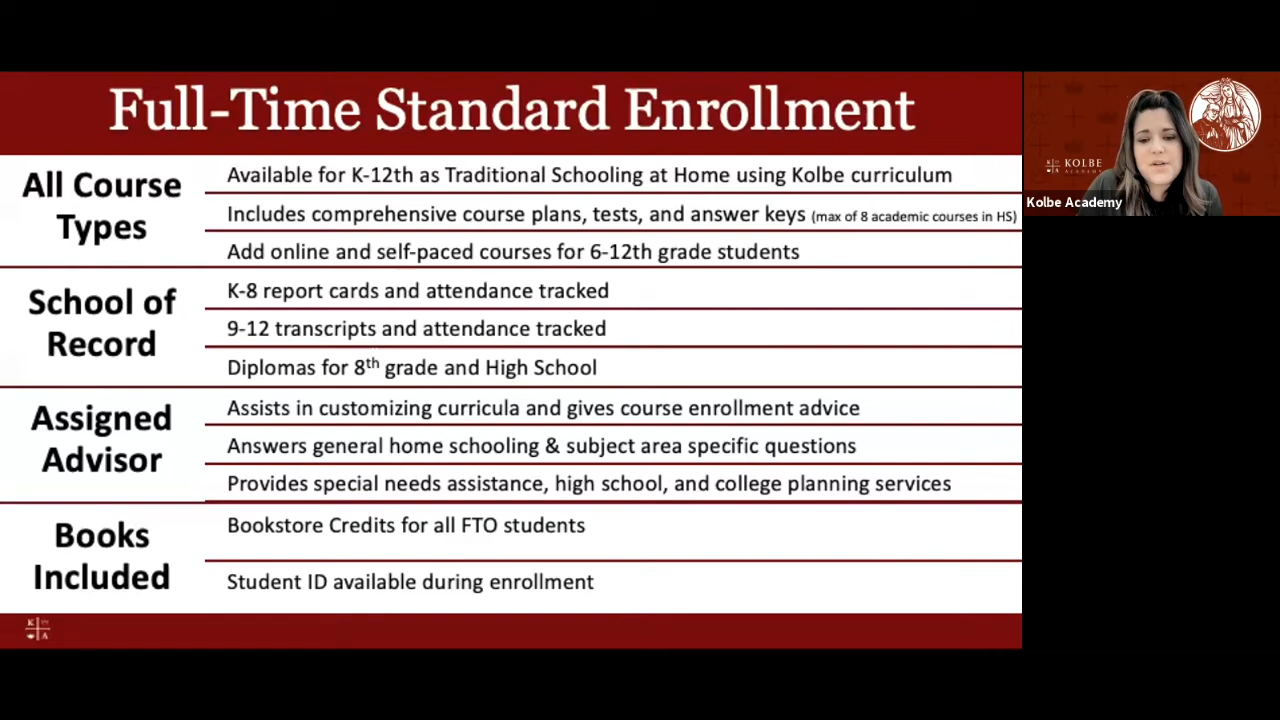 Full-Time Standard Enrollment
All Course
Types
Available for K-12th as Traditional Schooling at Home using Kolbe curriculum
Includes comprehensive course plans, tests, and answer keys (max of 8 academic courses in HS)
Add online and self-paced courses for 6-12th grade students
School of
Record
K-8 report cards and attendance tracked
9-12 transcripts and attendance tracked
Diplomas for 8th grade and High School
Assigned
Advisor
Assists in customizing curricula and gives course enrollment advice
Answers general home schooling & subject area specific questions
Provides special needs assistance, high school, and college planning services
Books
Included
Bookstore Credits for all FTO students
Student ID available during enrollment
K
A
KOLBE
ACADEMY
Kolbe Academy